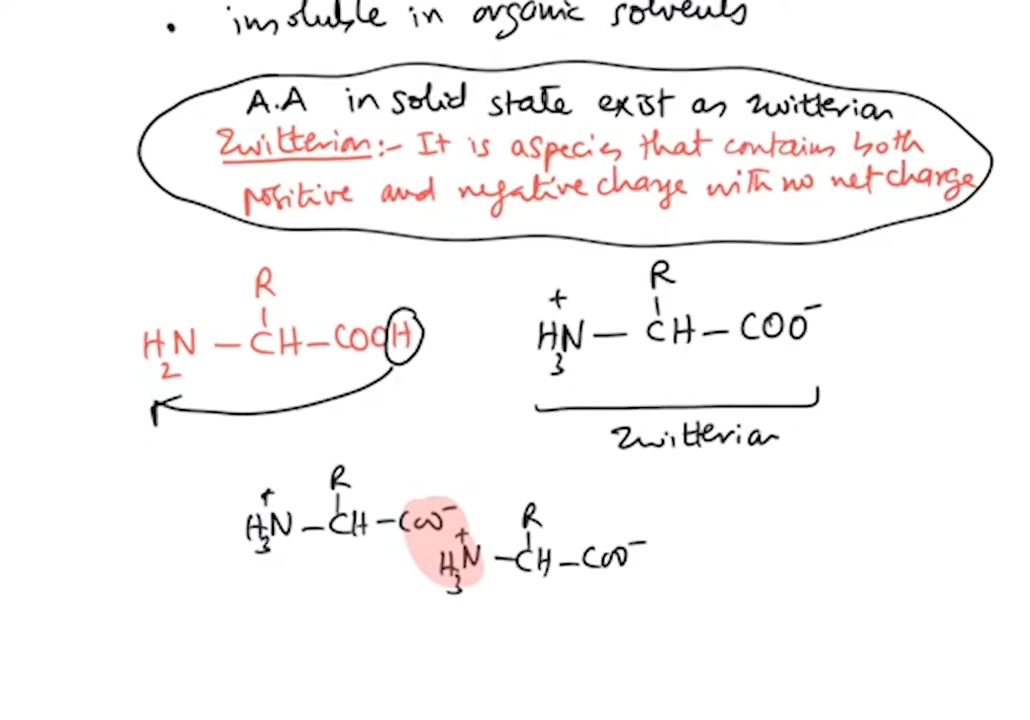 • insoluble in organic solvents
A.A in solid state exist as zwitterian
Zwitterion:- It is a species that contains both
positive and negative charge with no net charge
R
H₂N – CH – COOH
R
H₃N⁺ – CH – COO⁻
Zwitterian
R
H₃N⁺ – CH – COO⁻
R
H₃N⁺ – CH – COO⁻